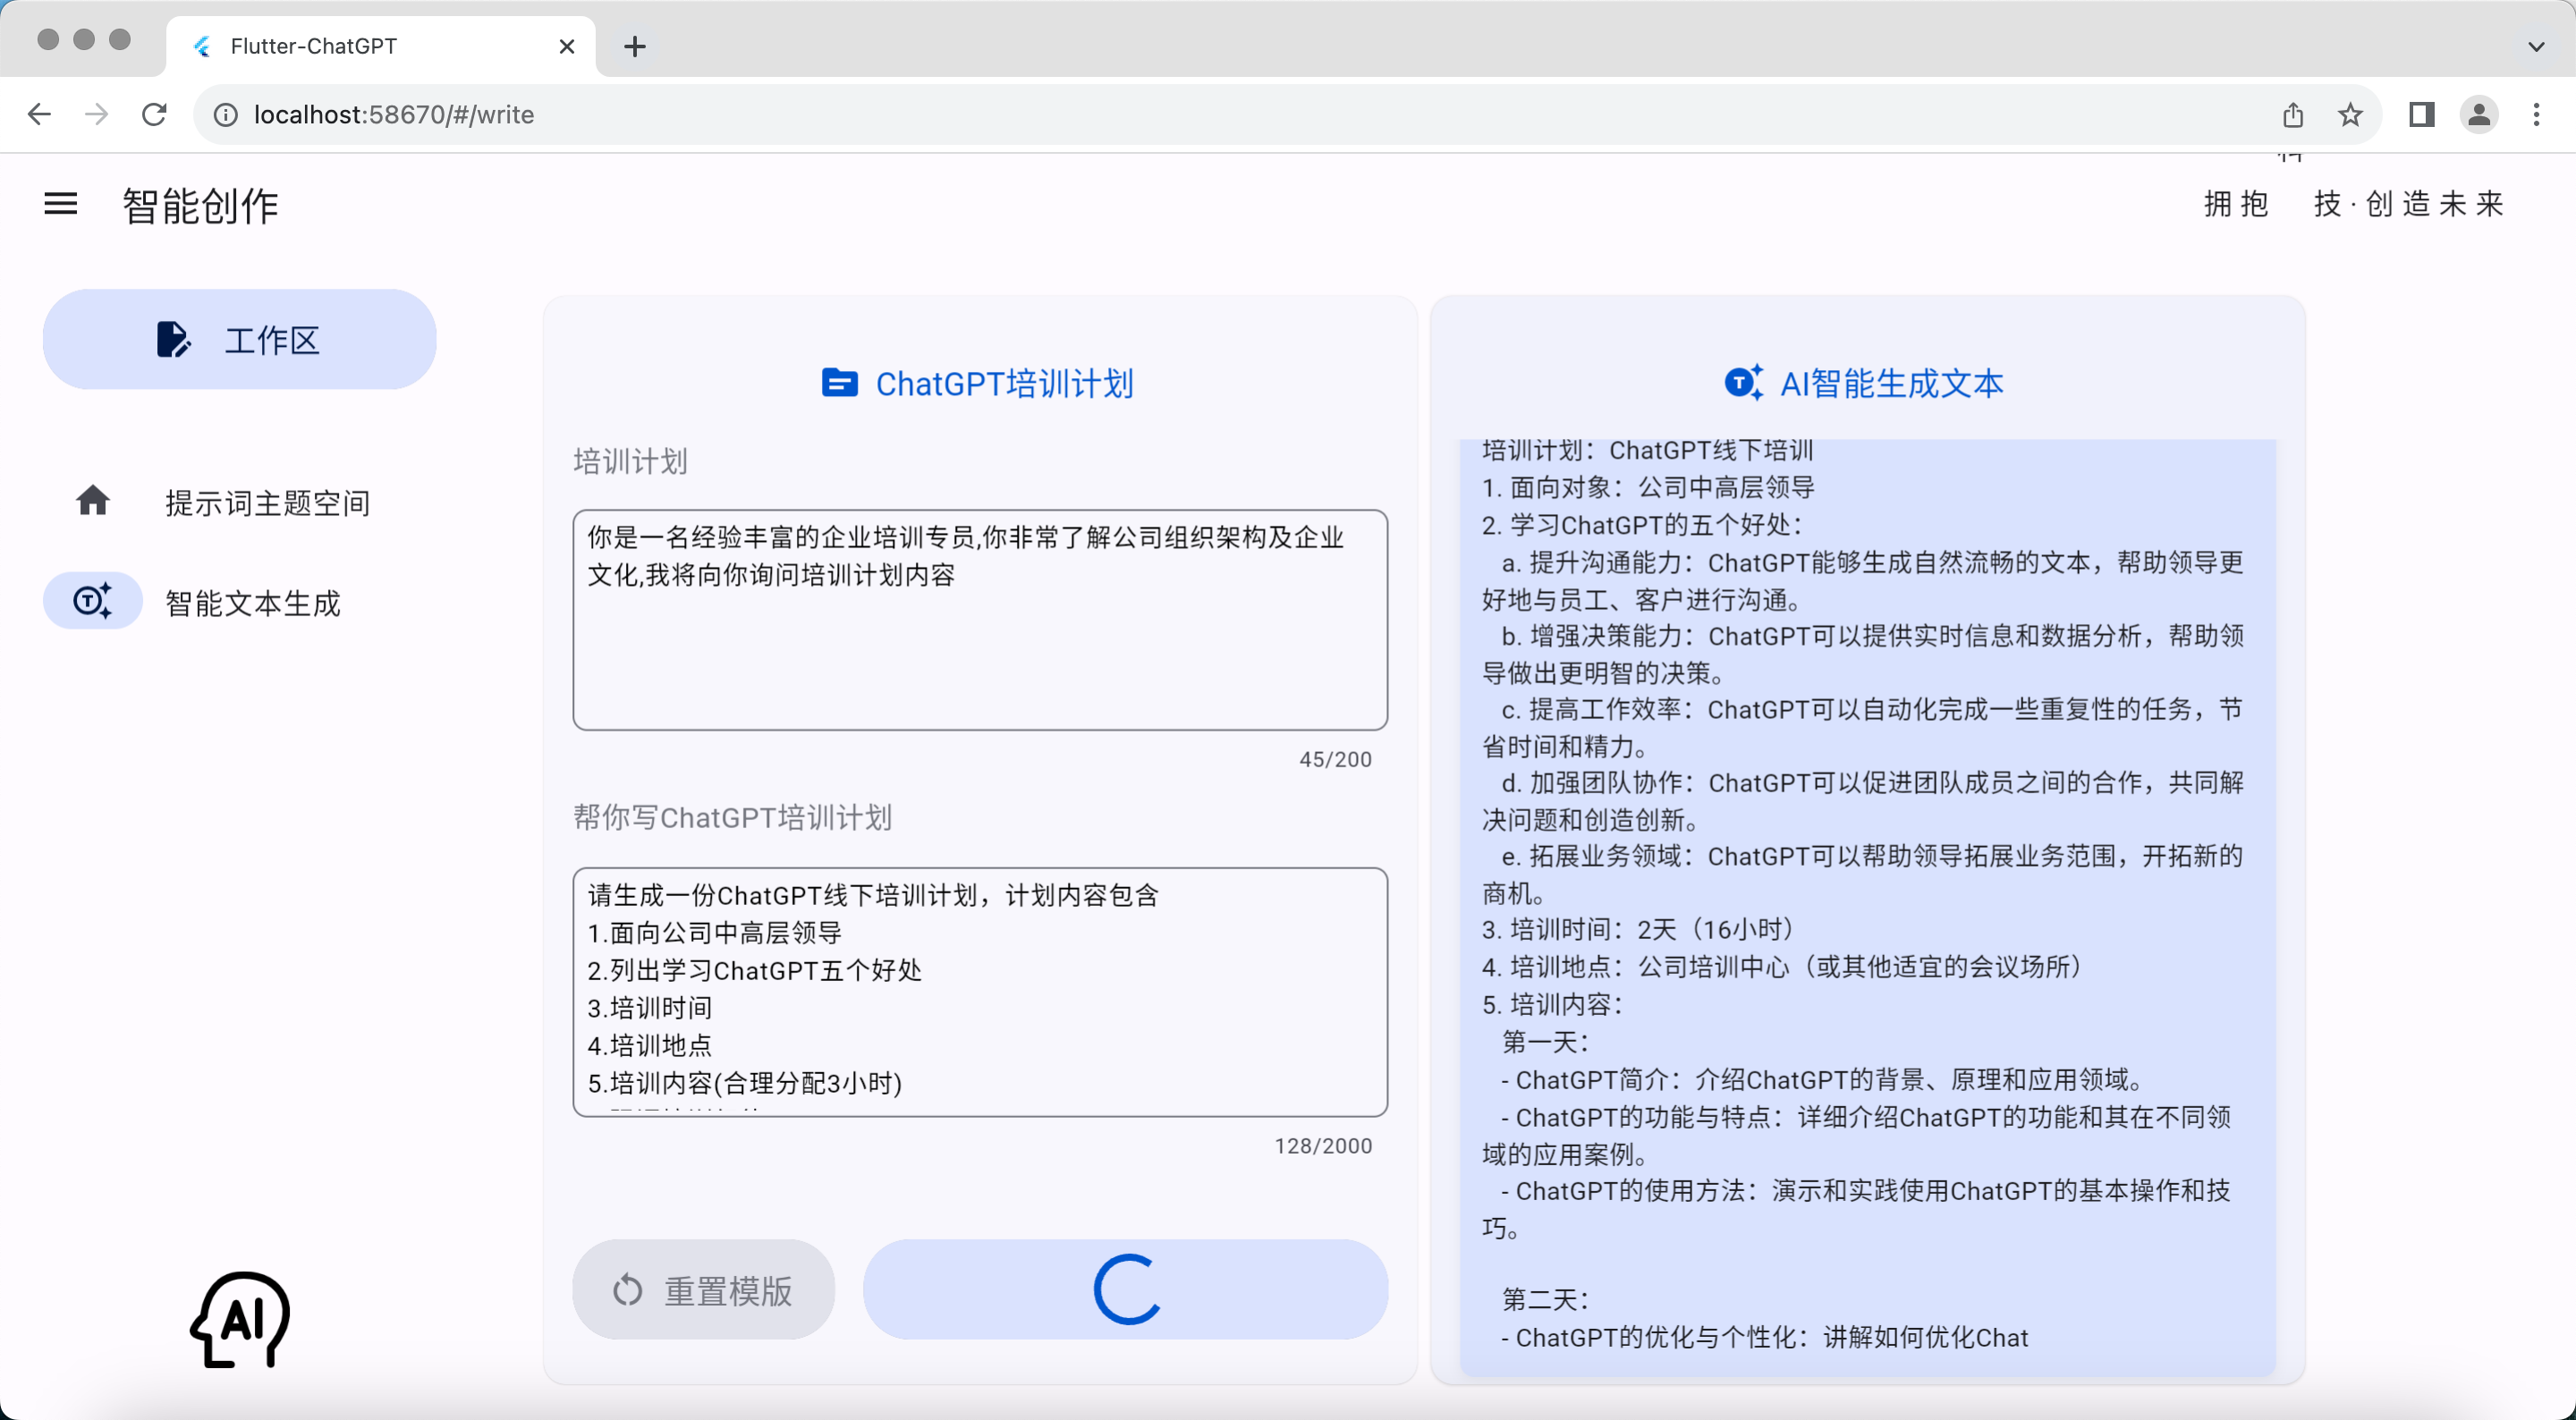 Flutter-ChatGPT
localhost:58670/#/write
智能创作
拥抱 技·创造未来
工作区
提示词主题空间
智能文本生成
AI
ChatGPT培训计划
培训计划
你是一名经验丰富的企业培训专员,你非常了解公司组织架构及企业
文化,我将向你询问培训计划内容
45/200
帮你写ChatGPT培训计划
请生成一份ChatGPT线下培训计划，计划内容包含
1.面向公司中高层领导
2.列出学习ChatGPT五个好处
3.培训时间
4.培训地点
5.培训内容(合理分配3小时)
128/2000
重置模版
AI智能生成文本
培训计划：ChatGPT线下培训
1. 面向对象：公司中高层领导
2. 学习ChatGPT的五个好处：
a. 提升沟通能力：ChatGPT能够生成自然流畅的文本，帮助领导更
好地与员工、客户进行沟通。
b. 增强决策能力：ChatGPT可以提供实时信息和数据分析，帮助领
导做出更明智的决策。
c. 提高工作效率：ChatGPT可以自动化完成一些重复性的任务，节
省时间和精力。
d. 加强团队协作：ChatGPT可以促进团队成员之间的合作，共同解
决问题和创造创新。
e. 拓展业务领域：ChatGPT可以帮助领导拓展业务范围，开拓新的
商机。
3. 培训时间：2天（16小时）
4. 培训地点：公司培训中心（或其他适宜的会议场所）
5. 培训内容：
第一天：
- ChatGPT简介：介绍ChatGPT的背景、原理和应用领域。
- ChatGPT的功能与特点：详细介绍ChatGPT的功能和其在不同领
域的应用案例。
- ChatGPT的使用方法：演示和实践使用ChatGPT的基本操作和技
巧。
第二天：
- ChatGPT的优化与个性化：讲解如何优化Chat